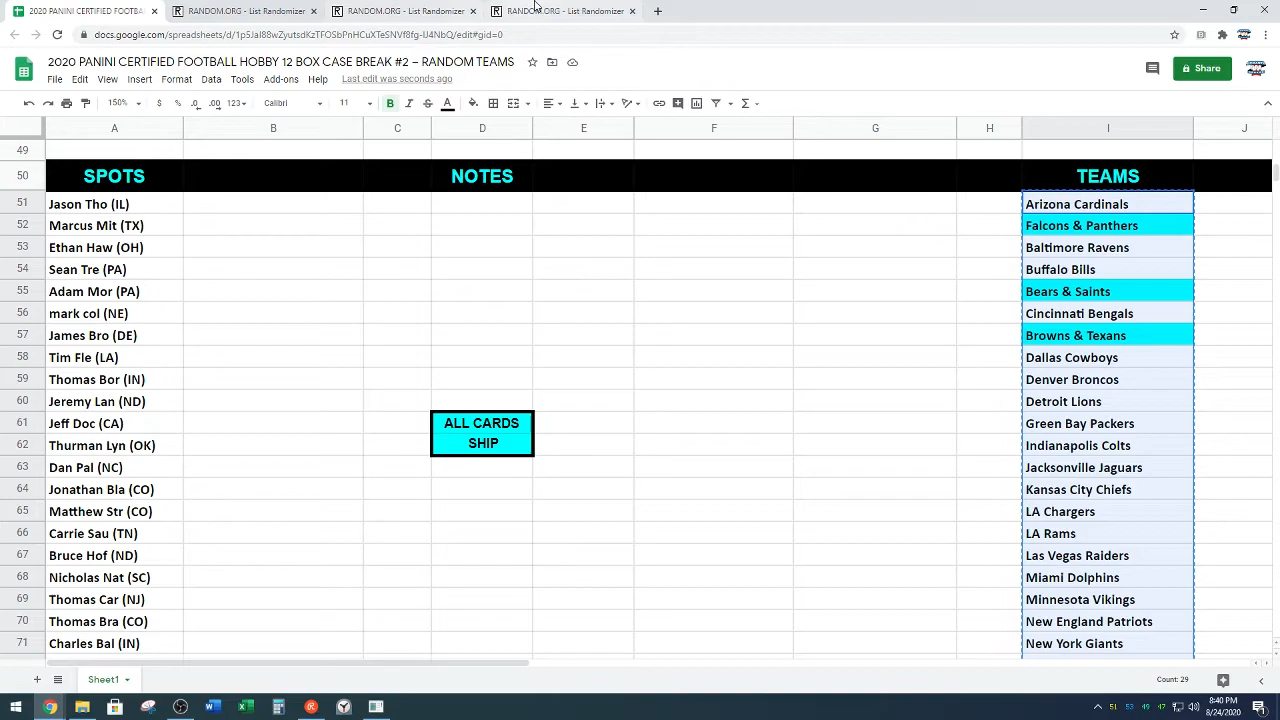 2020 PANINI CERTIFIED FOOTBA
RANDOM.ORG - List Randomizer
RANDOM.ORG - List Randomizer
RANDOM.ORG - List Randomizer
2020 PANINI CERTIFIED FOOTBALL HOBBY 12 BOX CASE BREAK #2 – RANDOM TEAMS
Share
File Edit View Insert Format Data Tools Add-ons Help Last edit was seconds ago
150% $ % .0 .00 123 Calibri 11 B I S A
A B C D E F G H I J
49
50 SPOTS NOTES TEAMS
51 Jason Tho (IL) Arizona Cardinals
52 Marcus Mit (TX) Falcons & Panthers
53 Ethan Haw (OH) Baltimore Ravens
54 Sean Tre (PA) Buffalo Bills
55 Adam Mor (PA) Bears & Saints
56 mark col (NE) Cincinnati Bengals
57 James Bro (DE) Browns & Texans
58 Tim Fle (LA) Dallas Cowboys
59 Thomas Bor (IN) Denver Broncos
60 Jeremy Lan (ND) Detroit Lions
61 Jeff Doc (CA) ALL CARDS Green Bay Packers
62 Thurman Lyn (OK) SHIP Indianapolis Colts
63 Dan Pal (NC) Jacksonville Jaguars
64 Jonathan Bla (CO) Kansas City Chiefs
65 Matthew Str (CO) LA Chargers
66 Carrie Sau (TN) LA Rams
67 Bruce Hof (ND) Las Vegas Raiders
68 Nicholas Nat (SC) Miami Dolphins
69 Thomas Car (NJ) Minnesota Vikings
70 Thomas Bra (CO) New England Patriots
71 Charles Bal (IN) New York Giants
Sheet1 Count: 29
51 53 49 47 8:40 PM
8/24/2020